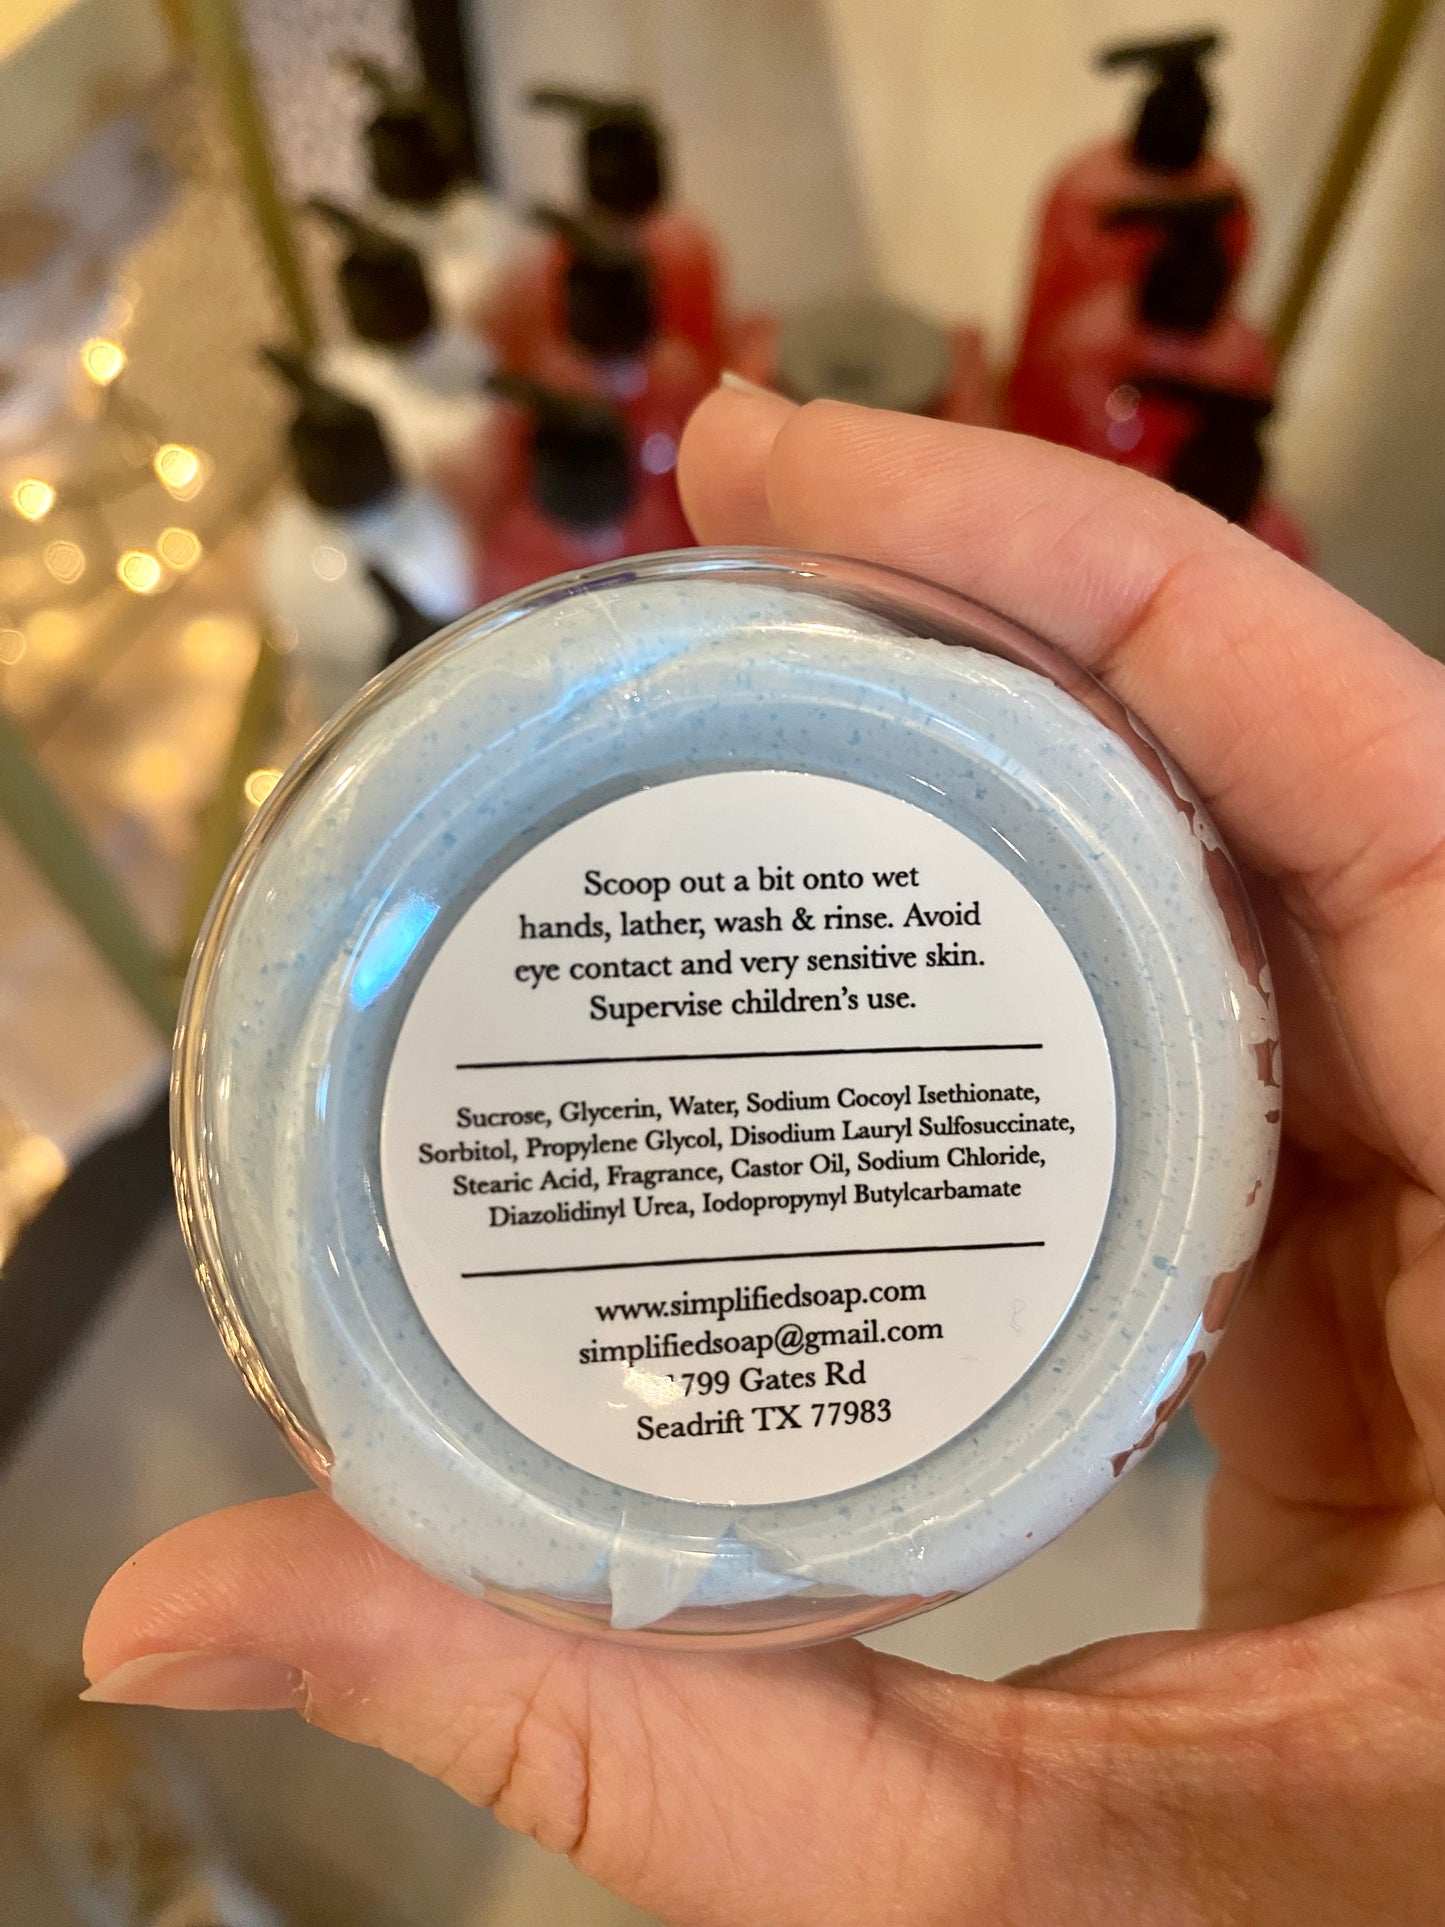 Scoop out a bit onto wet
hands, lather, wash & rinse. Avoid
eye contact and very sensitive skin.
Supervise children's use.
Sucrose, Glycerin, Water, Sodium Cocoyl Isethionate,
Sorbitol, Propylene Glycol, Disodium Lauryl Sulfosuccinate,
Stearic Acid, Fragrance, Castor Oil, Sodium Chloride,
Diazolidinyl Urea, Iodopropynyl Butylcarbamate
www.simplifiedsoap.com
simplifiedsoap@gmail.com
Gates Rd
Seadrift TX 77983